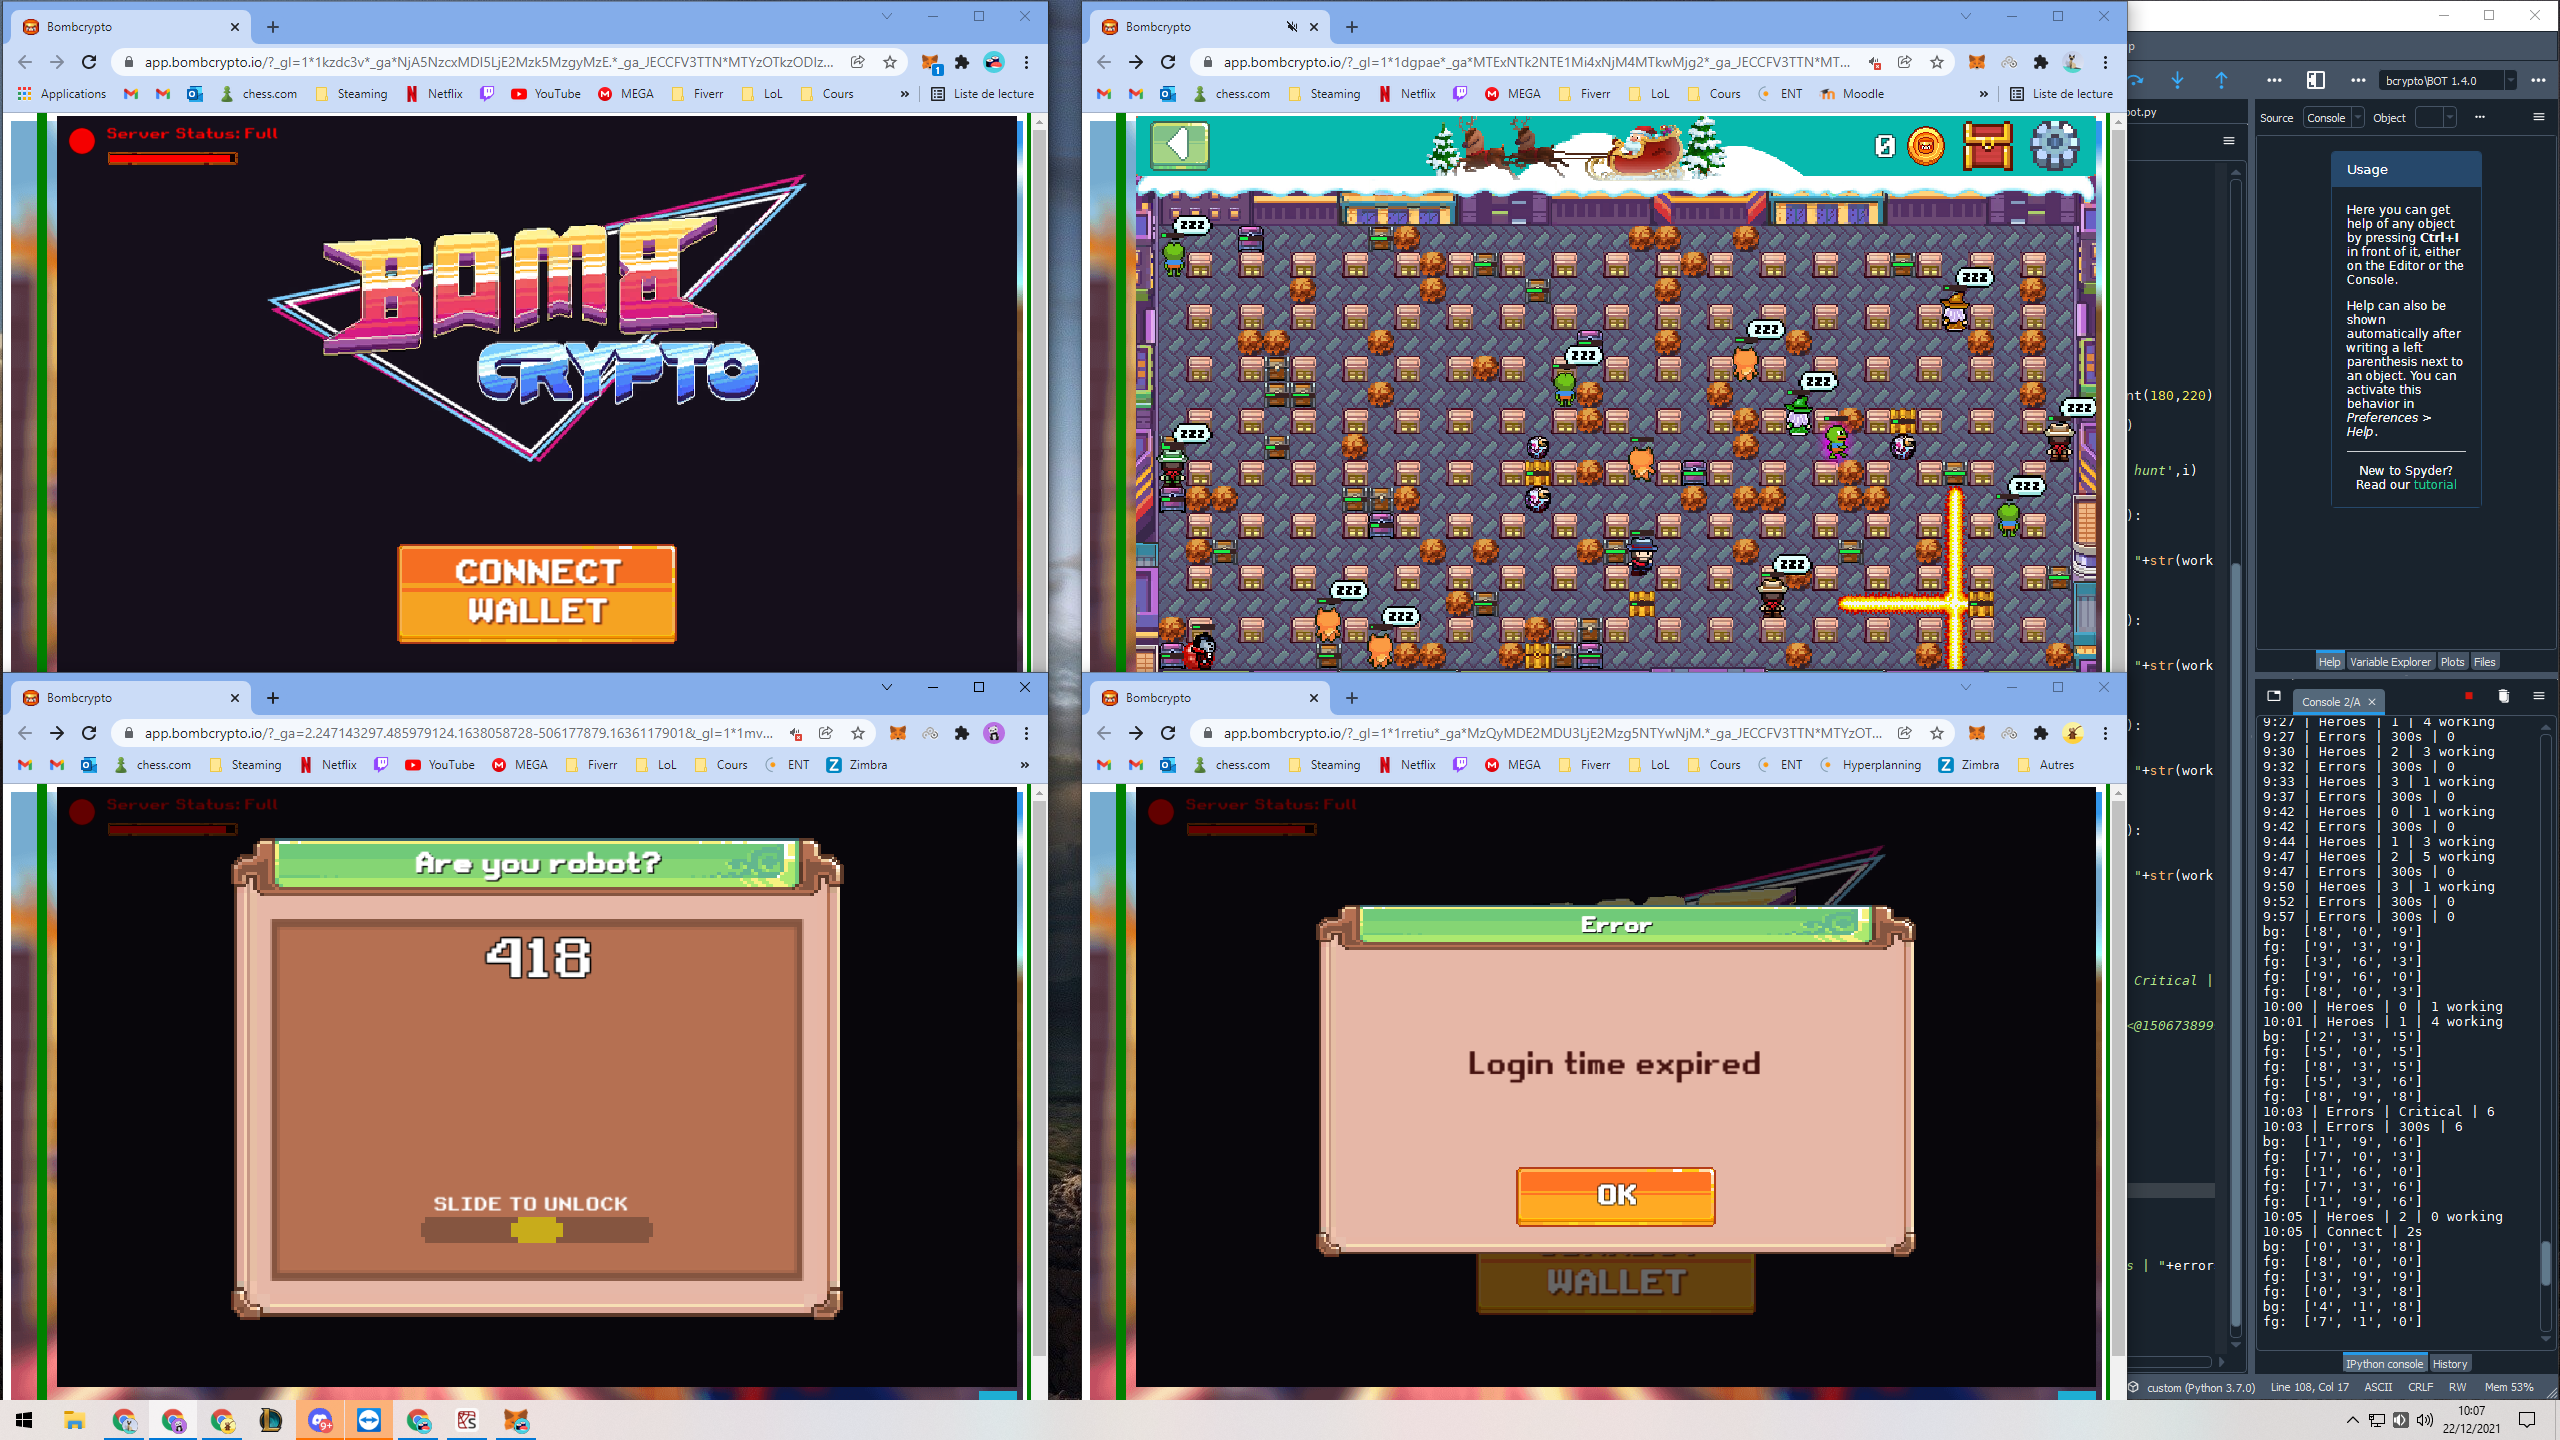 Bombcrypto
app.bombcrypto.io/?_gl=1*1kzdc3v*_ga*NjA5NzcxMDI5LjE2Mzk5MzgyMzE.*_ga_JECCFV3TTN*MTYzOTkzODIz...
Applications
chess.com
Steaming
Netflix
YouTube
MEGA
Fiverr
LoL
Cours
»
Liste de lecture
Server Status: Full
BOMB
CRYPTO
CONNECT
WALLET
Bombcrypto
app.bombcrypto.io/?_gl=1*1dgpae*_ga*MTExNTk2NTE1Mi4xNjM4MTkwMjg2*_ga_JECCFV3TTN*MT...
chess.com
Steaming
Netflix
MEGA
Fiverr
LoL
Cours
ENT
Moodle
»
Liste de lecture
0
zzz
zzz
zzz
zzz
zzz
zzz
zzz
zzz
zzz
zzz
zzz
Bombcrypto
app.bombcrypto.io/?_ga=2.247143297.485979124.1638058728-506177879.1636117901&_gl=1*1mv...
chess.com
Steaming
Netflix
YouTube
MEGA
Fiverr
LoL
Cours
ENT
Zimbra
»
Server Status: Full
Are you robot?
418
SLIDE TO UNLOCK
Bombcrypto
app.bombcrypto.io/?_gl=1*1rretiu*_ga*MzQyMDE2MDU3LjE2Mzg5NTYwNjM.*_ga_JECCFV3TTN*MTYzOT...
chess.com
Steaming
Netflix
MEGA
Fiverr
LoL
Cours
ENT
Hyperplanning
Zimbra
Autres
Server Status: Full
Error
Login time expired
OK
WALLET
p
bcrypto\BOT 1.4.0
ot.py
nt(180,220)
)
hunt',i)
):
"+str(work
):
"+str(work
):
"+str(work
):
"+str(work
Critical |
<@150673899
s | "+error
Source
Console
Object
Usage
Here you can get
help of any object
by pressing Ctrl+I
in front of it, either
on the Editor or the
Console.
Help can also be
shown
automatically after
writing a left
parenthesis next to
an object. You can
activate this
behavior in
Preferences >
Help.
New to Spyder?
Read our tutorial
Help
Variable Explorer
Plots
Files
Console 2/A
9:27 | Heroes | 1 | 4 working
9:27 | Errors | 300s | 0
9:30 | Heroes | 2 | 3 working
9:32 | Errors | 300s | 0
9:33 | Heroes | 3 | 1 working
9:37 | Errors | 300s | 0
9:42 | Heroes | 0 | 1 working
9:42 | Errors | 300s | 0
9:44 | Heroes | 1 | 3 working
9:47 | Heroes | 2 | 5 working
9:47 | Errors | 300s | 0
9:50 | Heroes | 3 | 1 working
9:52 | Errors | 300s | 0
9:57 | Errors | 300s | 0
bg: ['8', '0', '9']
fg: ['9', '3', '9']
fg: ['3', '6', '3']
fg: ['9', '6', '0']
fg: ['8', '0', '3']
10:00 | Heroes | 0 | 1 working
10:01 | Heroes | 1 | 4 working
bg: ['2', '3', '5']
fg: ['5', '0', '5']
fg: ['8', '3', '5']
fg: ['5', '3', '6']
fg: ['8', '9', '8']
10:03 | Errors | Critical | 6
10:03 | Errors | 300s | 6
bg: ['1', '9', '6']
fg: ['7', '0', '3']
fg: ['1', '6', '0']
fg: ['7', '3', '6']
fg: ['1', '9', '6']
10:05 | Heroes | 2 | 0 working
10:05 | Connect | 2s
bg: ['0', '3', '8']
fg: ['8', '0', '0']
fg: ['3', '9', '9']
fg: ['0', '3', '8']
bg: ['4', '1', '8']
fg: ['7', '1', '0']
IPython console
History
custom (Python 3.7.0)
Line 108, Col 17
ASCII
CRLF
RW
Mem 53%
10:07
22/12/2021